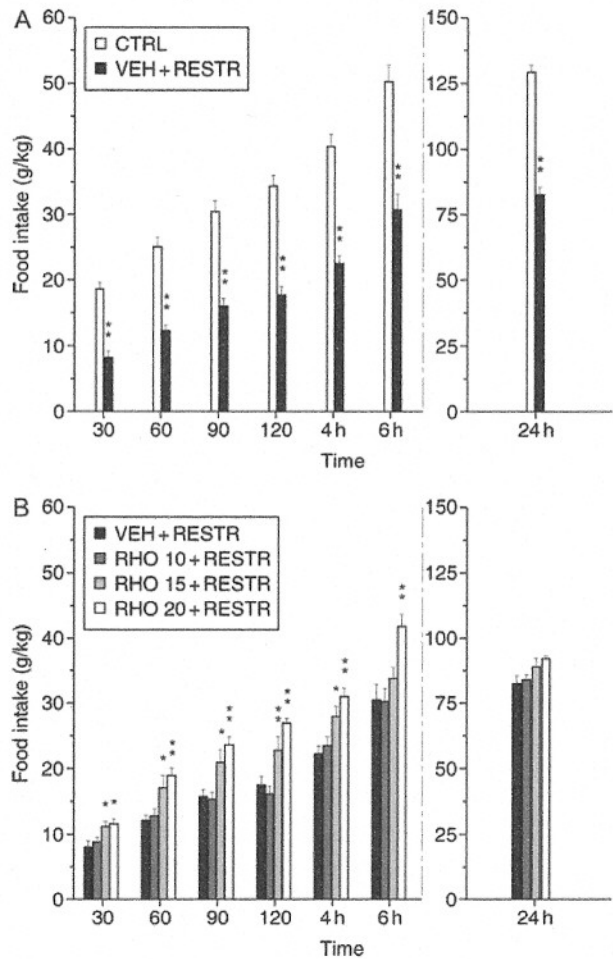 A
CTRL
VEH+RESTR
Food intake (g/kg)
60
50
40
30
20
10
0
150
125
100
75
50
25
0
**
**
**
**
**
**
**
30 60 90 120 4 h 6 h 24 h
Time
B
VEH+RESTR
RHO 10+RESTR
RHO 15+RESTR
RHO 20+RESTR
Food intake (g/kg)
60
50
40
30
20
10
0
150
125
100
75
50
25
0
* *
* **
* **
** **
* **
**
30 60 90 120 4 h 6 h 24 h
Time